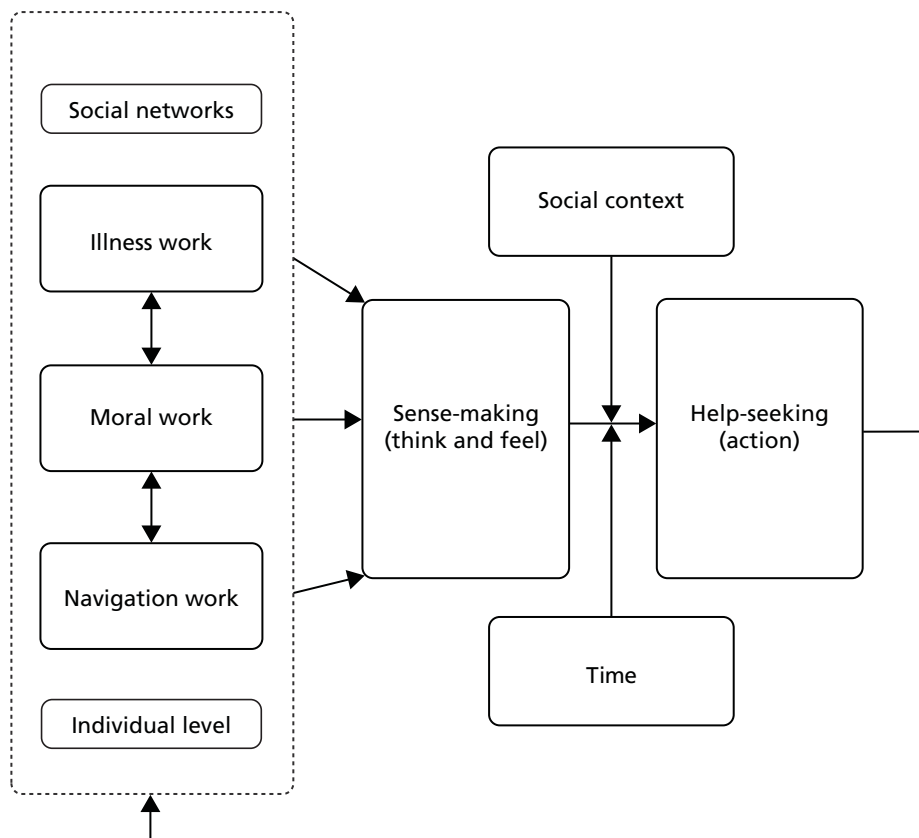 Social networks
Illness work
Moral work
Navigation work
Individual level
Sense-making
(think and feel)
Social context
Time
Help-seeking
(action)